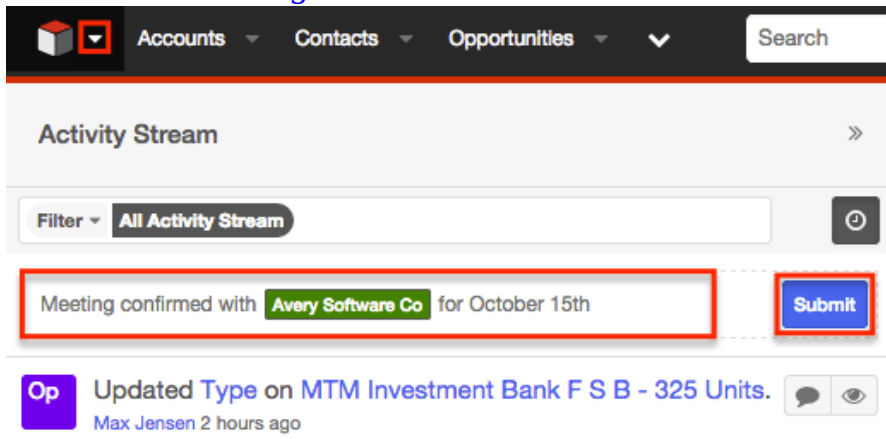 Accounts Contacts Opportunities Search
Activity Stream
Filter All Activity Stream
Meeting confirmed with Avery Software Co for October 15th Submit
Op Updated Type on MTM Investment Bank F S B - 325 Units.
Max Jensen 2 hours ago